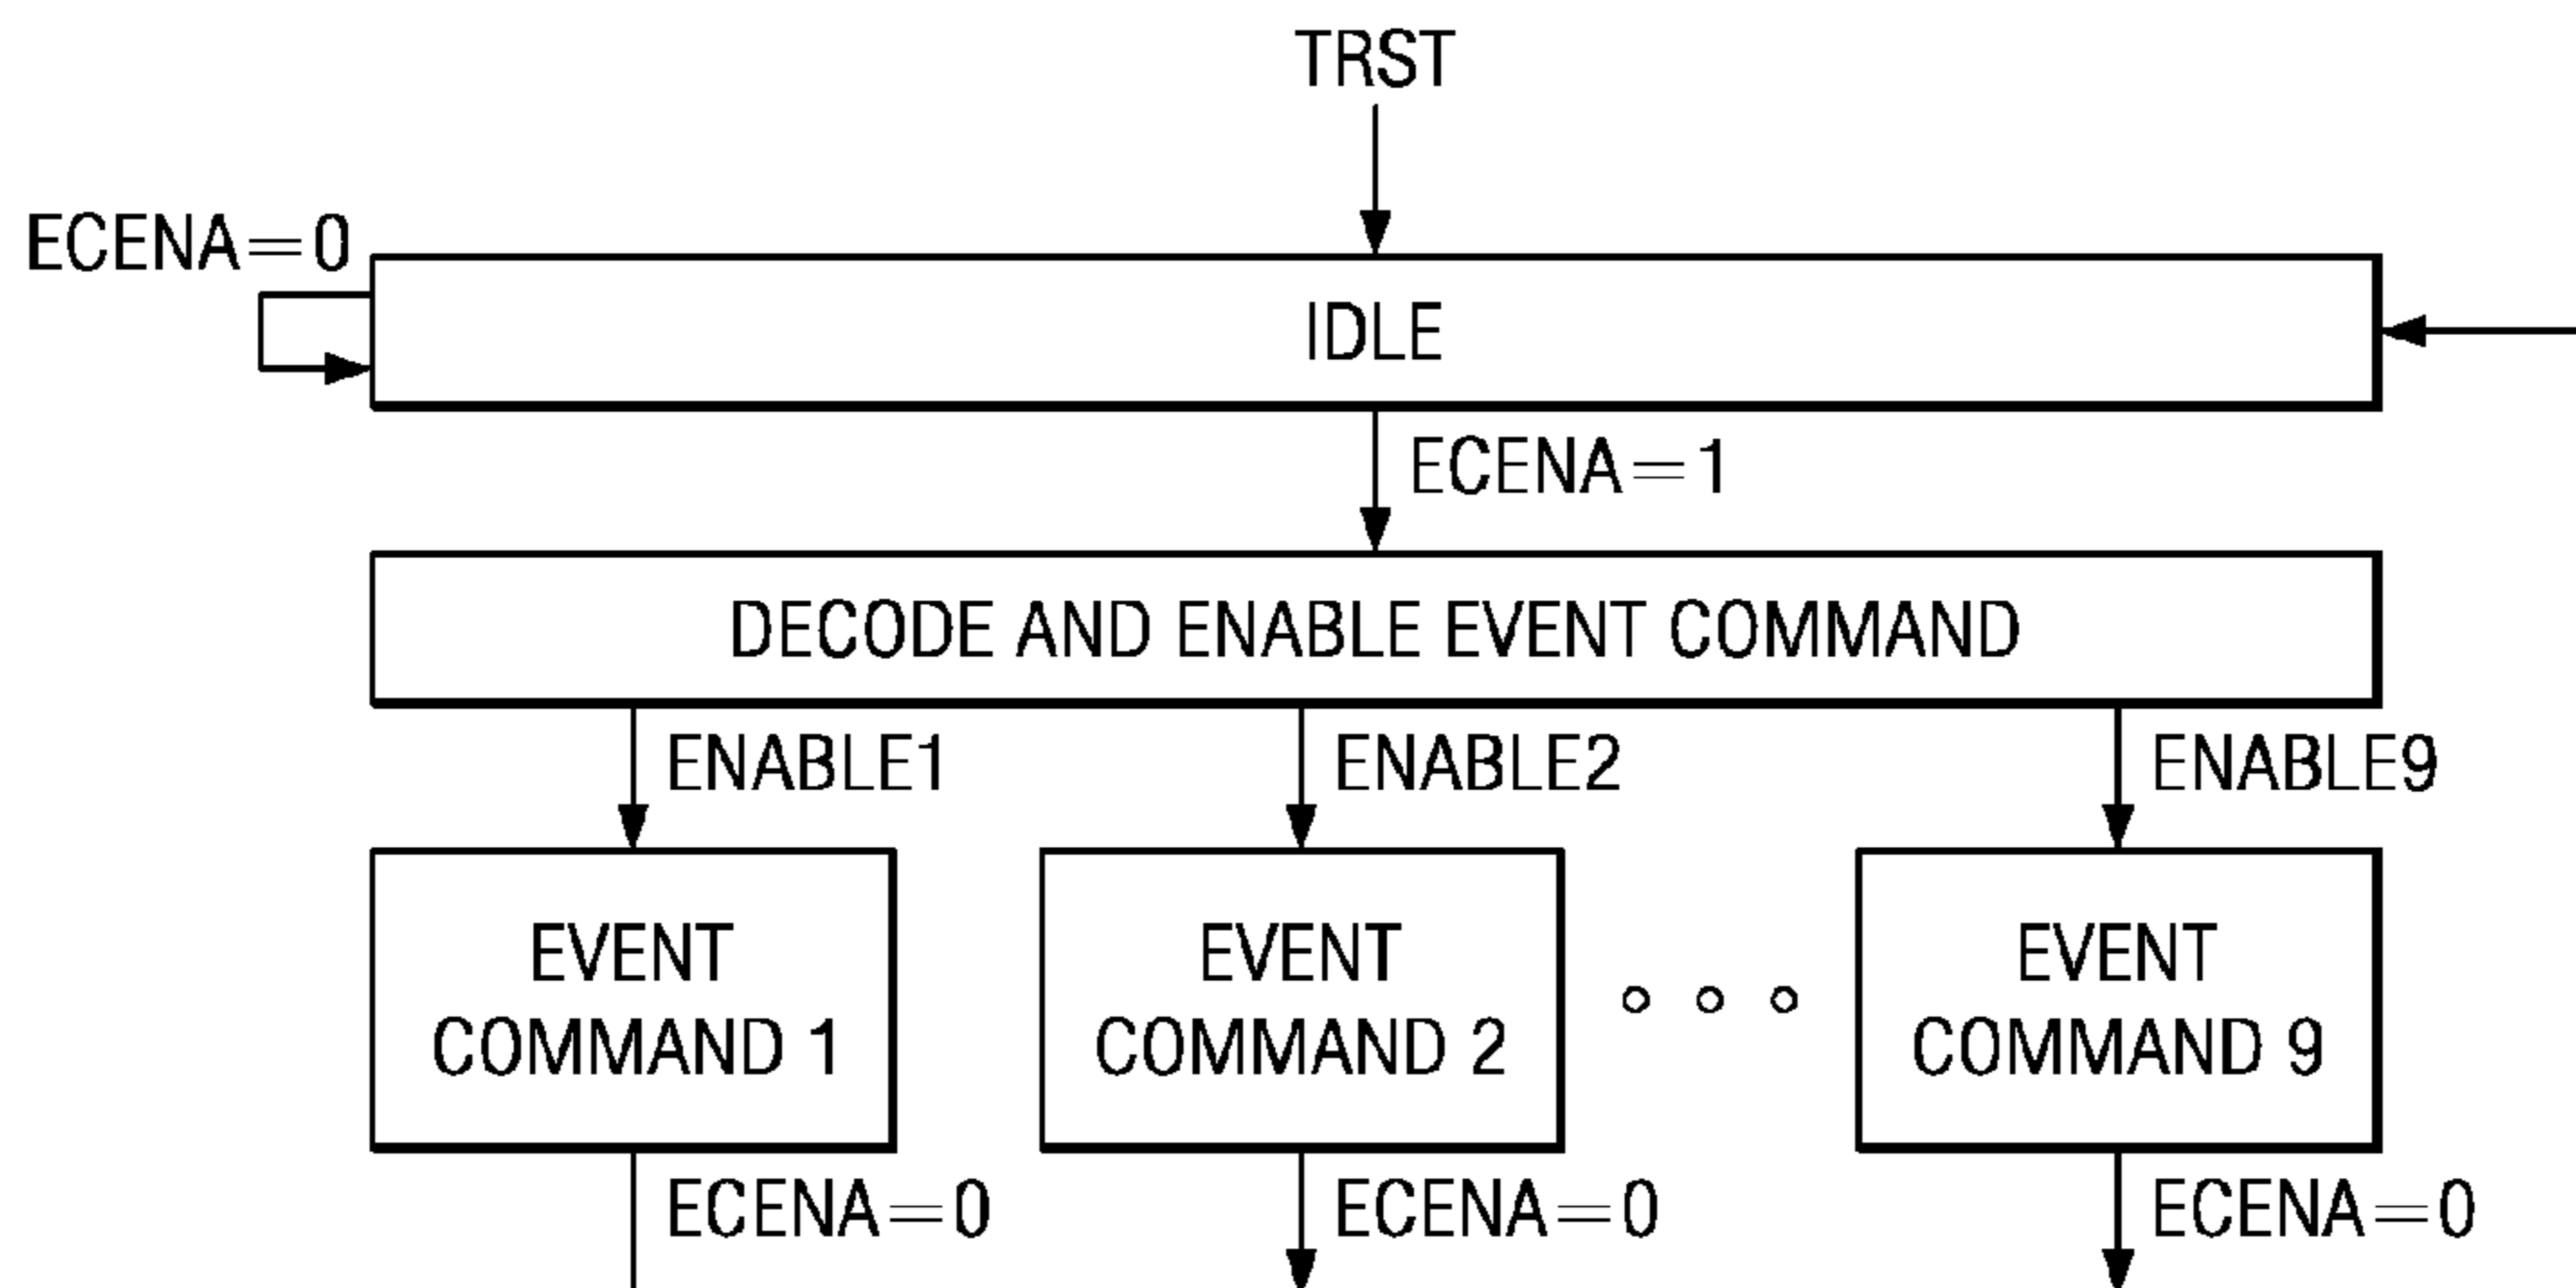 TRST
ECENA=0
IDLE
ECENA=1
DECODE AND ENABLE EVENT COMMAND
ENABLE1
ENABLE2
ENABLE9
EVENT
COMMAND 1
EVENT
COMMAND 2
EVENT
COMMAND 9
ECENA=0
ECENA=0
ECENA=0